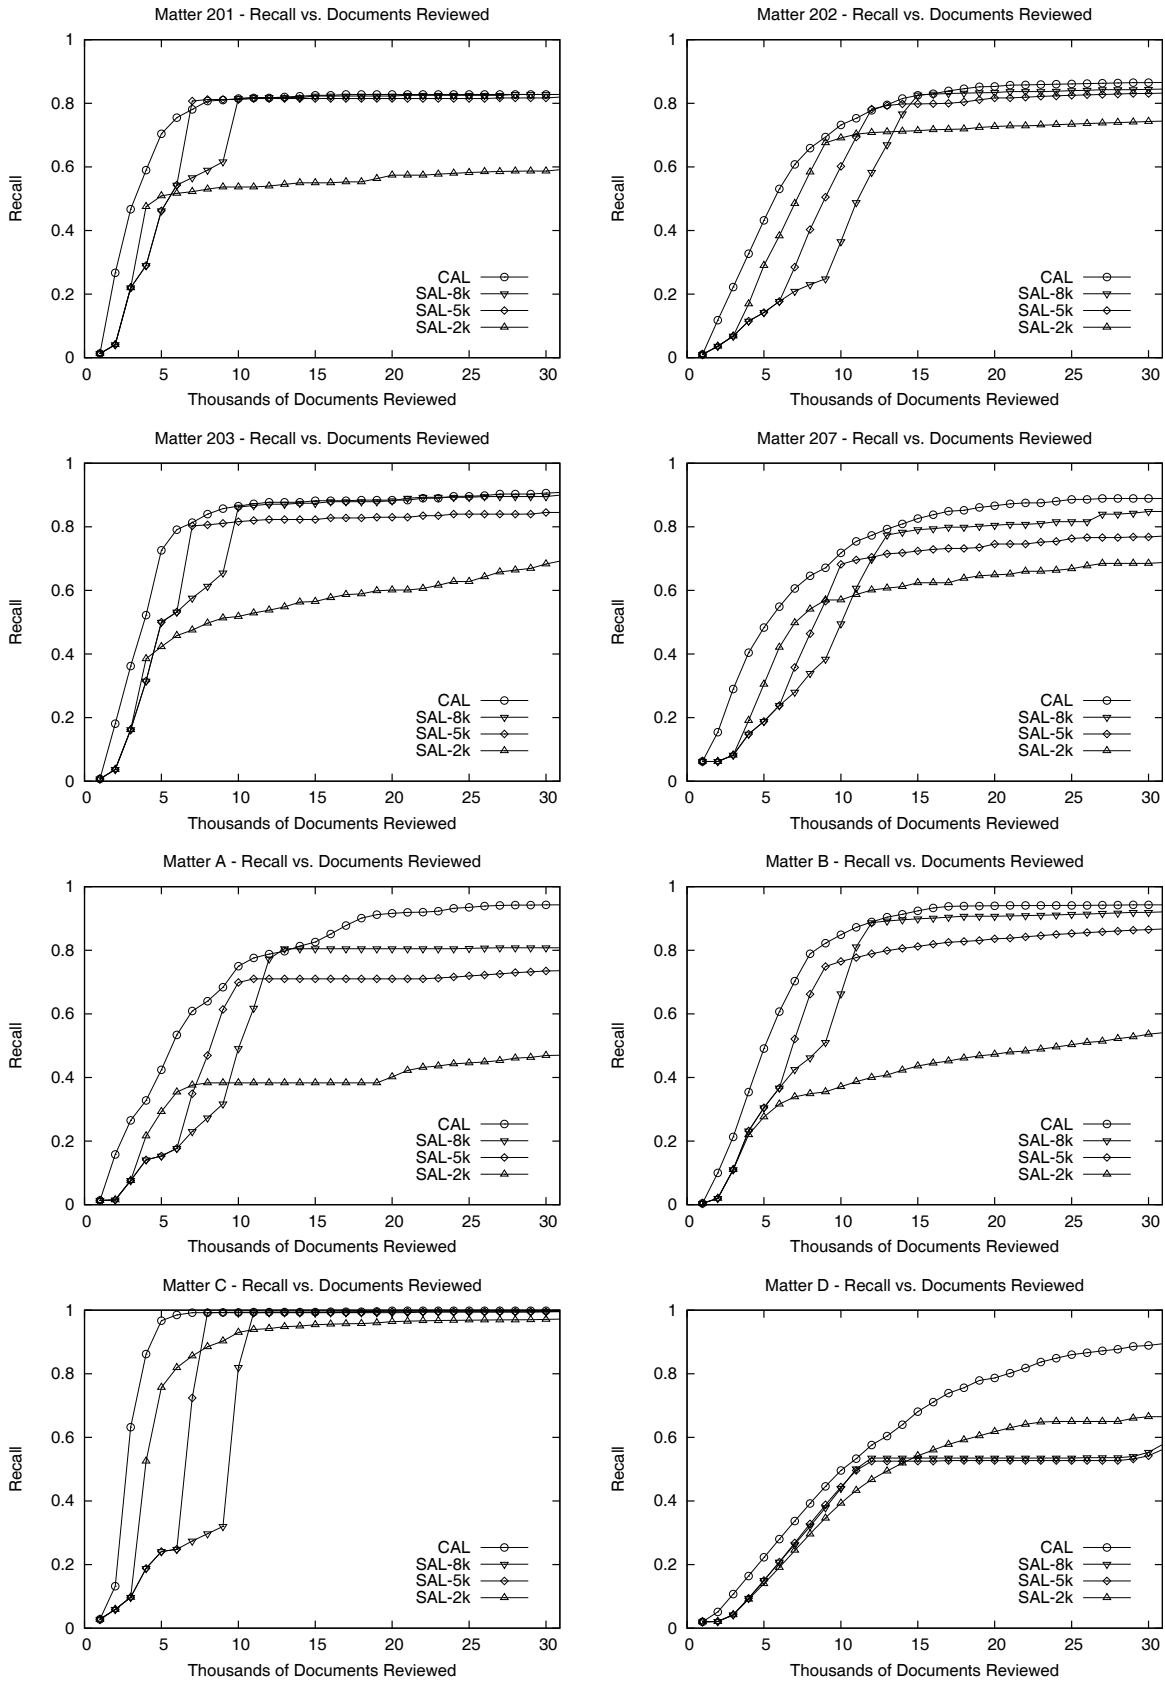 Matter 201 - Recall vs. Documents Reviewed
1
0.8
0.6
0.4
0.2
0
Recall
CAL
SAL-8k
SAL-5k
SAL-2k
0 5 10 15 20 25 30
Thousands of Documents Reviewed
Matter 202 - Recall vs. Documents Reviewed
1
0.8
0.6
0.4
0.2
0
Recall
CAL
SAL-8k
SAL-5k
SAL-2k
0 5 10 15 20 25 30
Thousands of Documents Reviewed
Matter 203 - Recall vs. Documents Reviewed
1
0.8
0.6
0.4
0.2
0
Recall
CAL
SAL-8k
SAL-5k
SAL-2k
0 5 10 15 20 25 30
Thousands of Documents Reviewed
Matter 207 - Recall vs. Documents Reviewed
1
0.8
0.6
0.4
0.2
0
Recall
CAL
SAL-8k
SAL-5k
SAL-2k
0 5 10 15 20 25 30
Thousands of Documents Reviewed
Matter A - Recall vs. Documents Reviewed
1
0.8
0.6
0.4
0.2
0
Recall
CAL
SAL-8k
SAL-5k
SAL-2k
0 5 10 15 20 25 30
Thousands of Documents Reviewed
Matter B - Recall vs. Documents Reviewed
1
0.8
0.6
0.4
0.2
0
Recall
CAL
SAL-8k
SAL-5k
SAL-2k
0 5 10 15 20 25 30
Thousands of Documents Reviewed
Matter C - Recall vs. Documents Reviewed
1
0.8
0.6
0.4
0.2
0
Recall
CAL
SAL-8k
SAL-5k
SAL-2k
0 5 10 15 20 25 30
Thousands of Documents Reviewed
Matter D - Recall vs. Documents Reviewed
1
0.8
0.6
0.4
0.2
0
Recall
CAL
SAL-8k
SAL-5k
SAL-2k
0 5 10 15 20 25 30
Thousands of Documents Reviewed